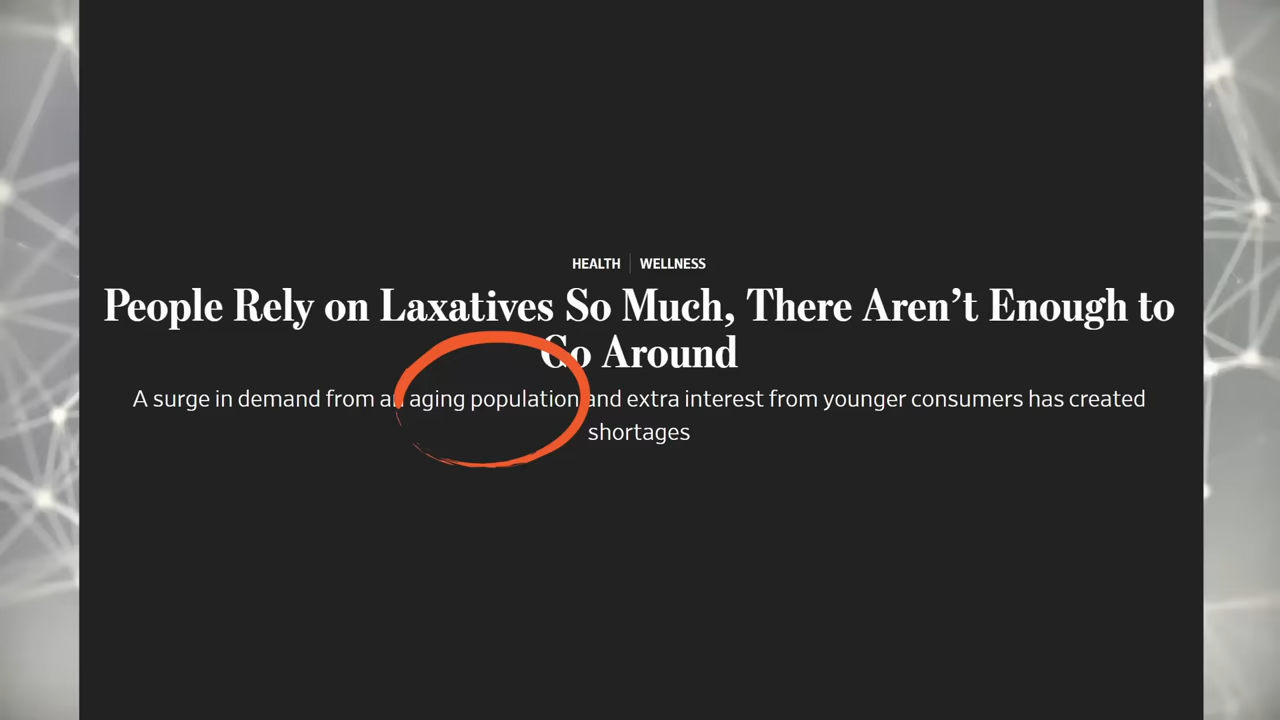 HEALTH | WELLNESS
People Rely on Laxatives So Much, There Aren’t Enough to
Go Around
A surge in demand from an aging population and extra interest from younger consumers has created
shortages